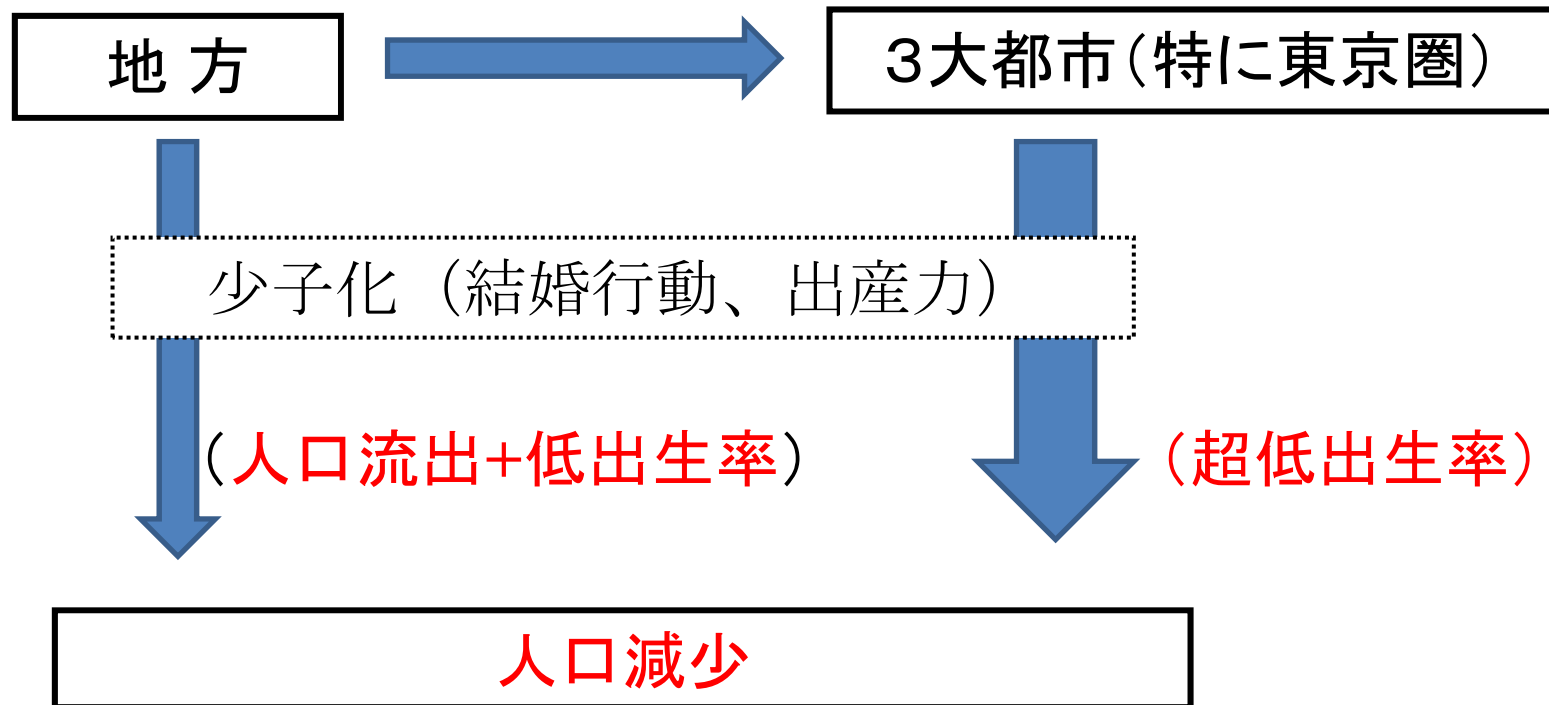 地 方
３大都市（特に東京圏）
少子化（結婚行動、出産力）
（人口流出+低出生率）
（超低出生率）
人口減少